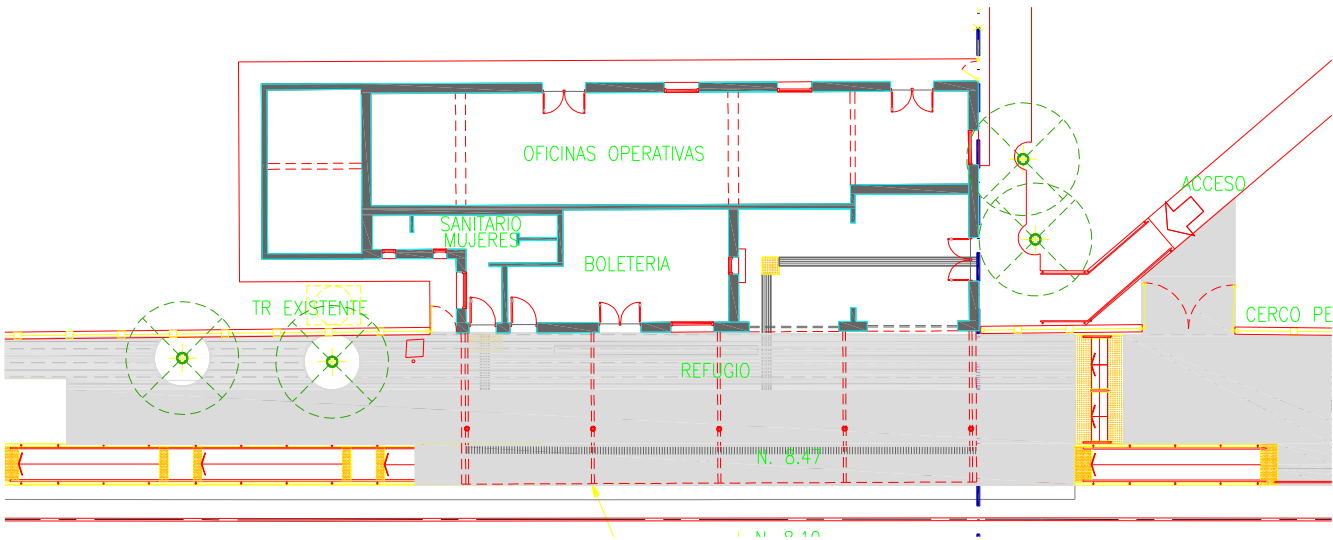 OFICINAS OPERATIVAS
ACCESO
SANITARIO
MUJERES
BOLETERIA
TR EXISTENTE
CERCO PE
REFUGIO
N. 8.47